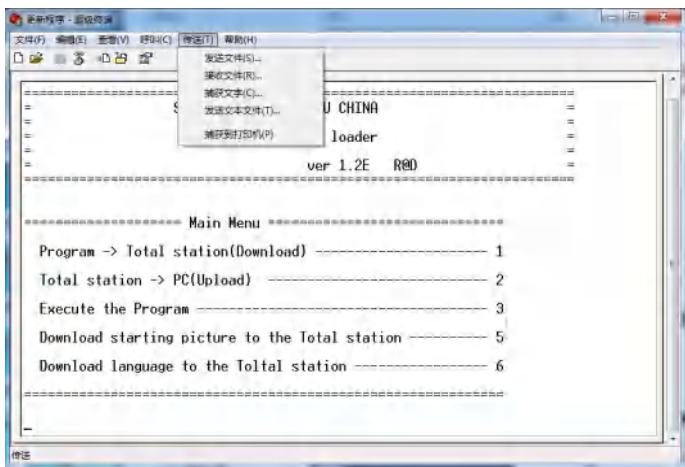 更新程序 - 超级终端
文件(F) 编辑(E) 查看(V) 呼叫(C) 传送(T) 帮助(H)
发送文件(S)...
接收文件(R)...
捕获文字(C)...
发送文本文件(T)...
捕获到打印机(P)
==================================================================
= S U CHINA =
= =
= loader =
= =
= ver 1.2E R@D =
==================================================================
=================== Main Menu ============================
Program -> Total station(Download) ---------------------- 1
Total station -> PC(Upload) ---------------------------- 2
Execute the Program ------------------------------------- 3
Download starting picture to the Total station ---------- 5
Download language to the Toltal station ----------------- 6
==========================================================
_
传送